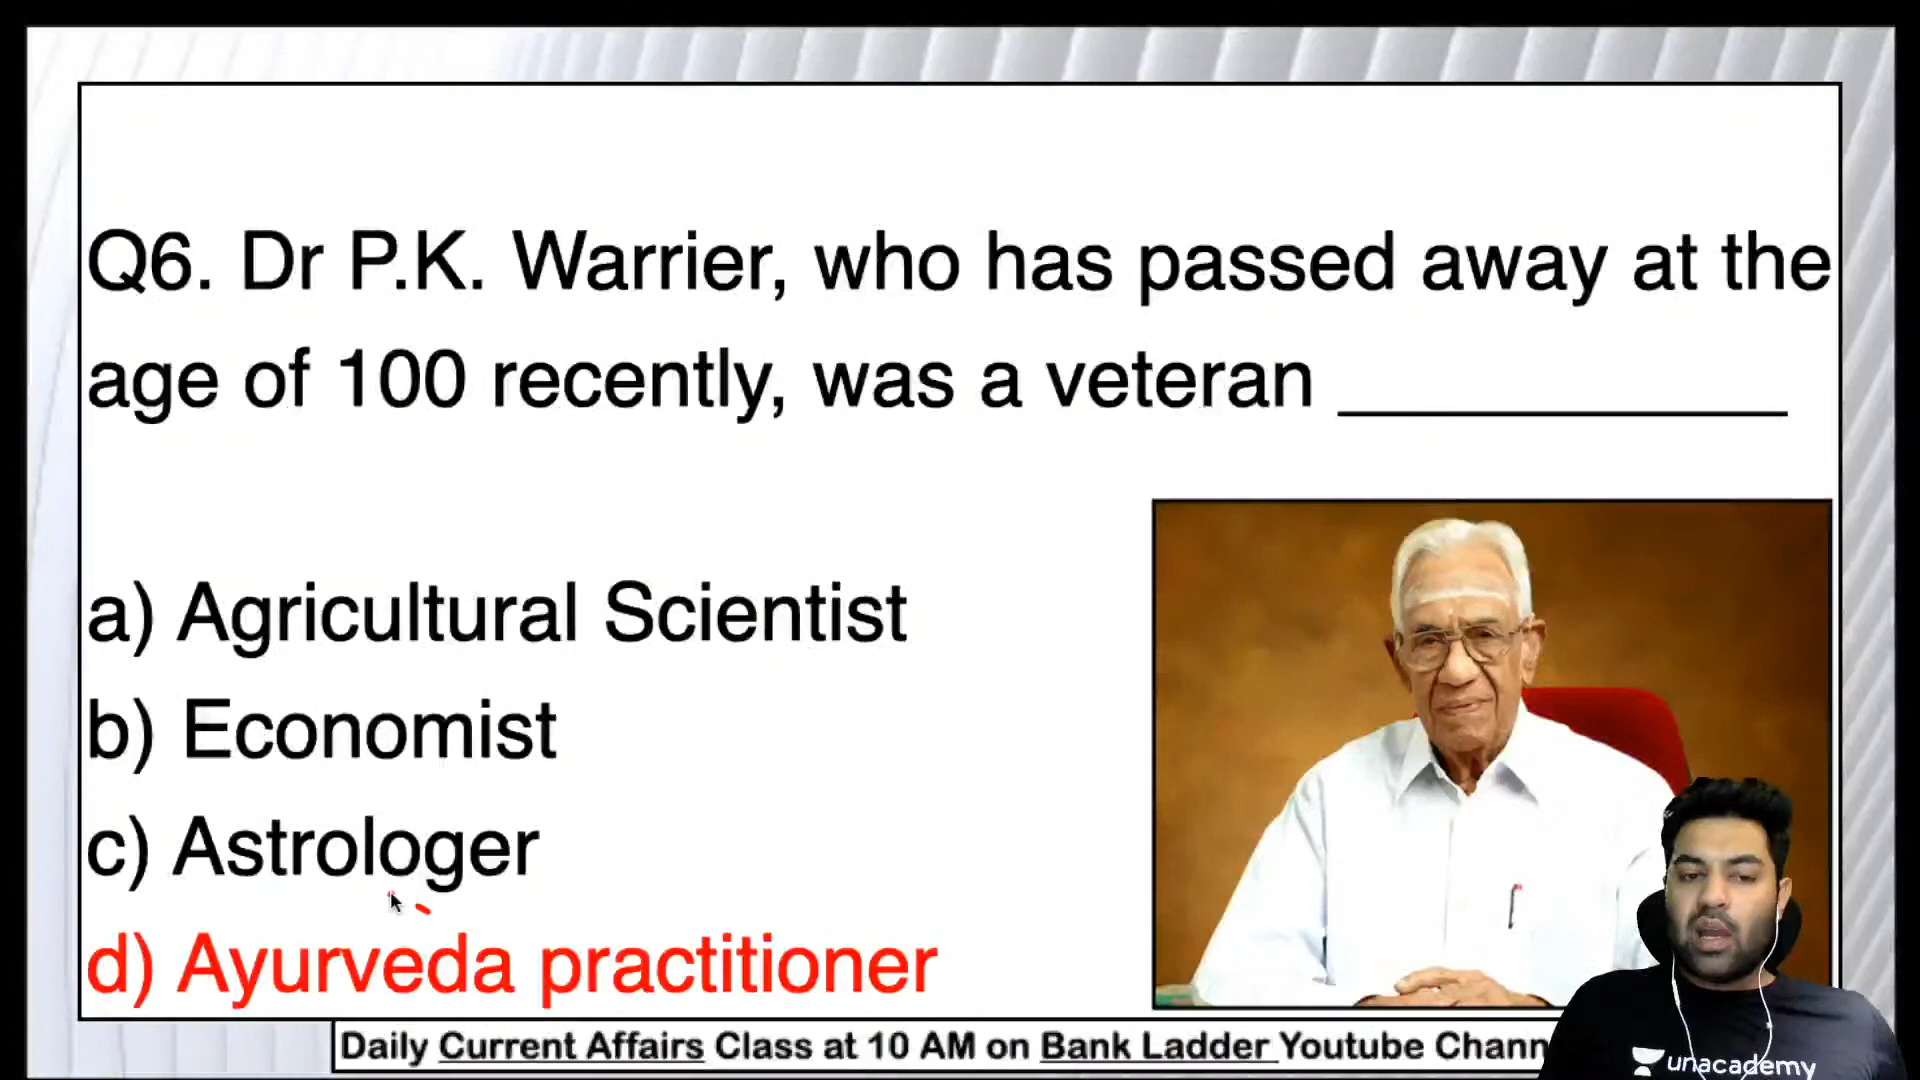 Q6. Dr P.K. Warrier, who has passed away at the
age of 100 recently, was a veteran ____________
a) Agricultural Scientist
b) Economist
c) Astrologer
d) Ayurveda practitioner
Daily Current Affairs Class at 10 AM on Bank Ladder Youtube Chann
unacademy